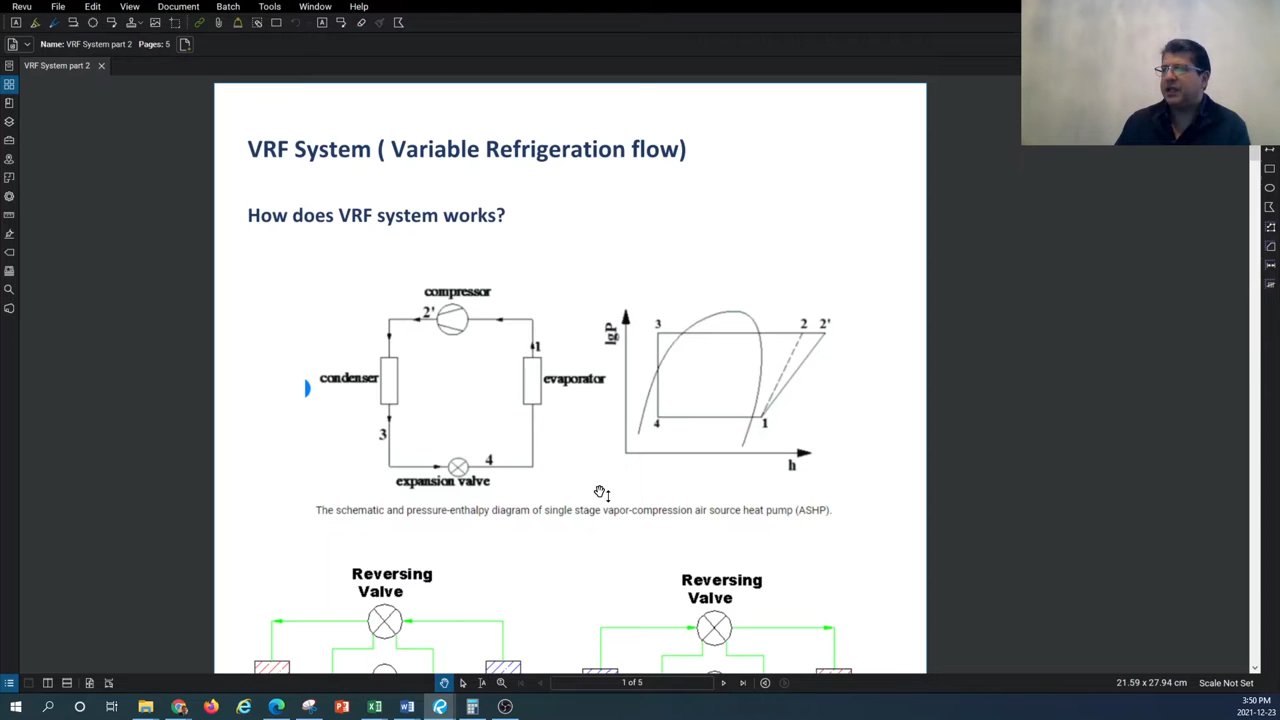 Revu File Edit View Document Batch Tools Window Help
Name: VRF System part 2 Pages: 5
VRF System part 2
VRF System ( Variable Refrigeration flow)
How does VRF system works?
compressor
2'
1
condenser
evaporator
3
4
expansion valve
lgP
3
2
2'
4
1
h
The schematic and pressure-enthalpy diagram of single stage vapor-compression air source heat pump (ASHP).
Reversing
Valve
Reversing
Valve
1 of 5
21.59 x 27.94 cm
Scale Not Set
3:50 PM
2021-12-23